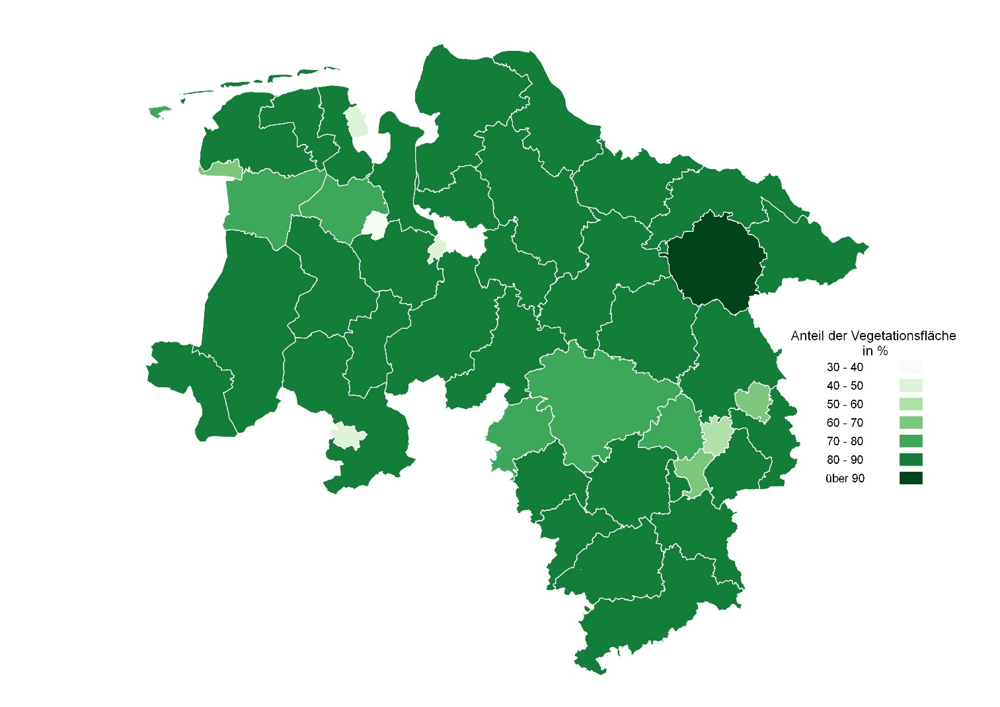 Anteil der Vegetationsfläche
in %
30 - 40
40 - 50
50 - 60
60 - 70
70 - 80
80 - 90
über 90